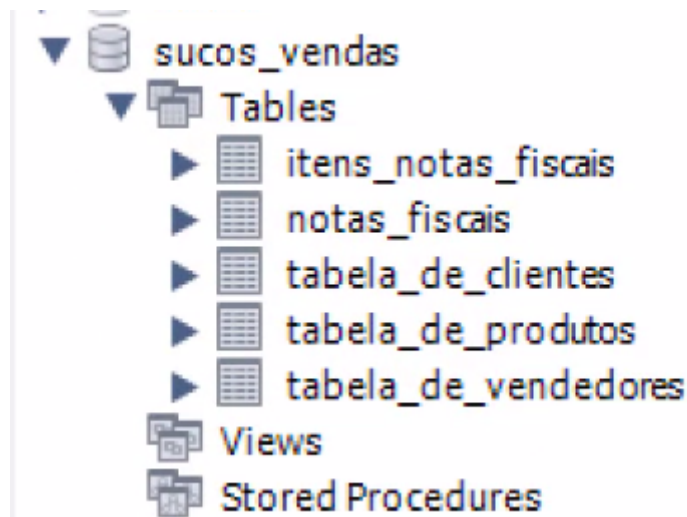 sucos_vendas
Tables
itens_notas_fiscais
notas_fiscais
tabela_de_clientes
tabela_de_produtos
tabela_de_vendedores
Views
Stored Procedures